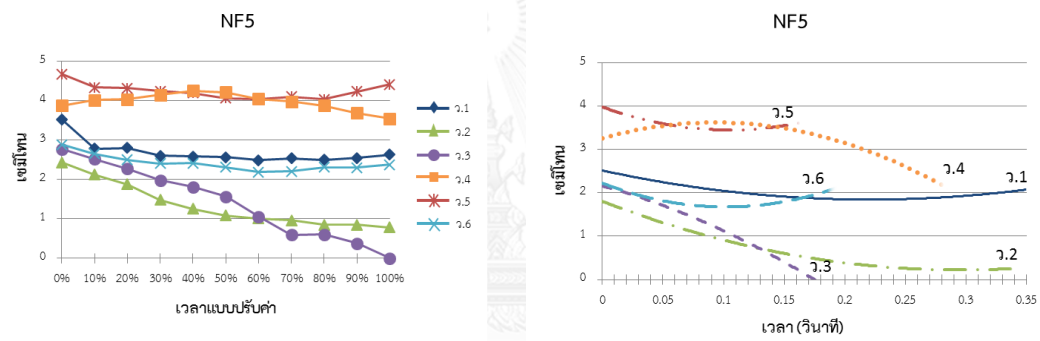 NF5
5
4
3
2
1
0
เซมิโทน
0% 10% 20% 30% 40% 50% 60% 70% 80% 90% 100%
เวลาแบบปรับค่า
ว.1
ว.2
ว.3
ว.4
ว.5
ว.6
NF5
5
4
3
2
1
0
เซมิโทน
ว.5
ว.4
ว.6
ว.1
ว.3
ว.2
0 0.05 0.1 0.15 0.2 0.25 0.3 0.35
เวลา (วินาที)